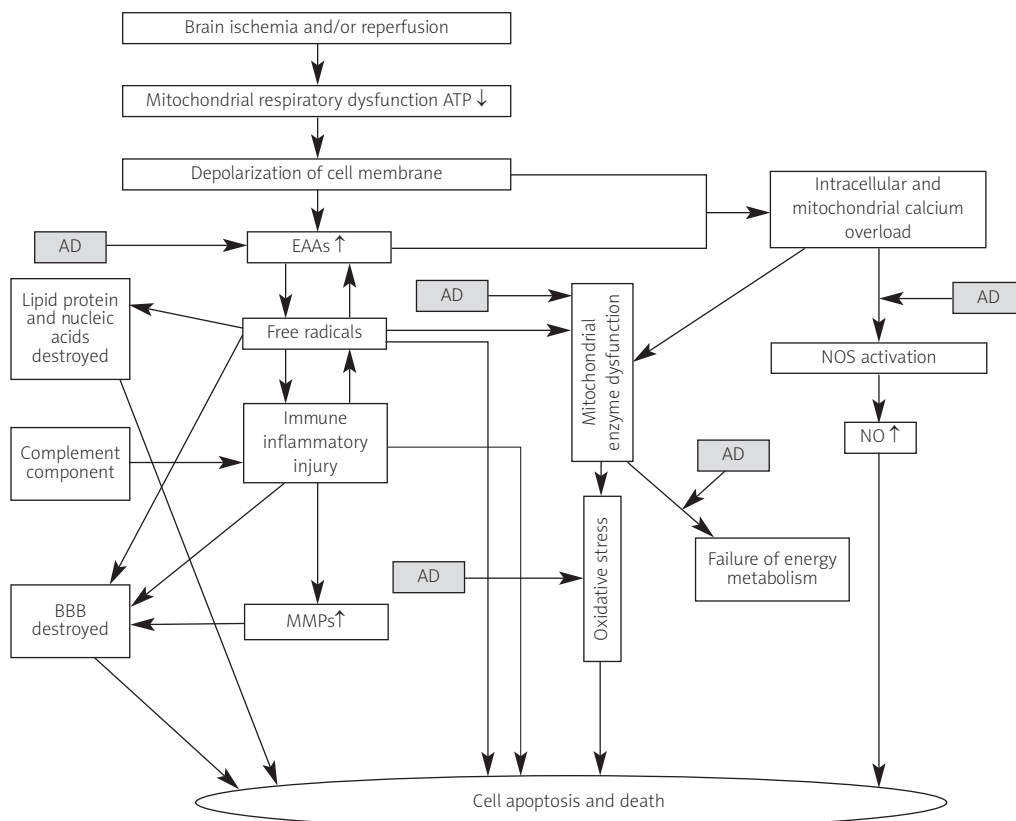 Brain ischemia and/or reperfusion
Mitochondrial respiratory dysfunction ATP ↓
Depolarization of cell membrane
Intracellular and
mitochondrial calcium
overload
AD
EAAs ↑
AD
AD
Lipid protein
and nucleic
acids
destroyed
Free radicals
Mitochondrial
enzyme dysfunction
NOS activation
Immune
inflammatory
injury
Complement
component
NO ↑
AD
AD
Oxidative stress
Failure of energy
metabolism
BBB
destroyed
MMPs ↑
Cell apoptosis and death